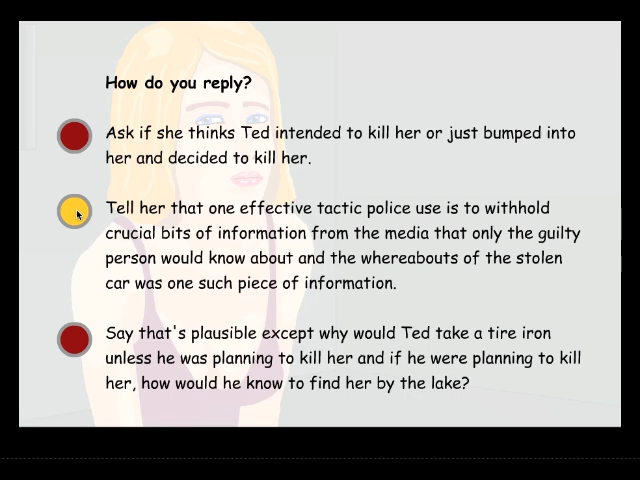 How do you reply?
Ask if she thinks Ted intended to kill her or just bumped into
her and decided to kill her.
Tell her that one effective tactic police use is to withhold
crucial bits of information from the media that only the guilty
person would know about and the whereabouts of the stolen
car was one such piece of information.
Say that's plausible except why would Ted take a tire iron
unless he was planning to kill her and if he were planning to kill
her, how would he know to find her by the lake?